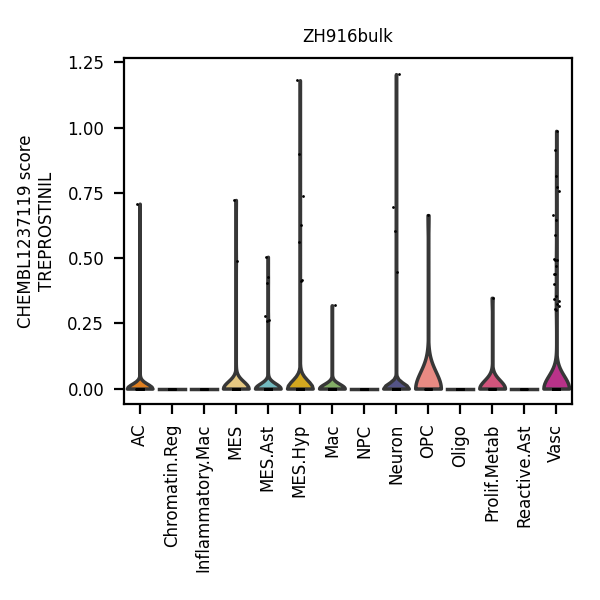 ZH916bulk
CHEMBL1237119 score
TREPROSTINIL
1.25
1.00
0.75
0.50
0.25
0.00
AC
Chromatin.Reg
Inflammatory.Mac
MES
MES.Ast
MES.Hyp
Mac
NPC
Neuron
OPC
Oligo
Prolif.Metab
Reactive.Ast
Vasc